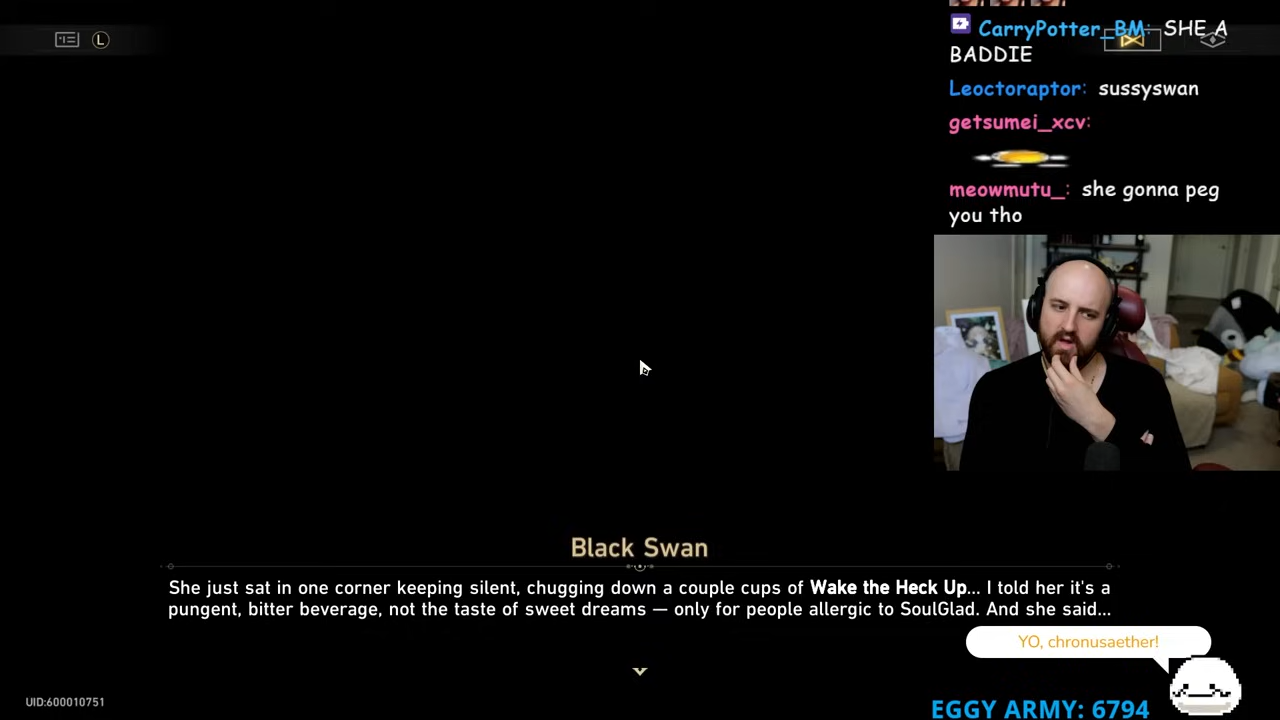 L
CarryPotter_BM: SHE A
BADDIE
Leoctoraptor: sussyswan
getsumei_xcv:
meowmutu_: she gonna peg
you tho
Black Swan
She just sat in one corner keeping silent, chugging down a couple cups of Wake the Heck Up... I told her it's a
pungent, bitter beverage, not the taste of sweet dreams — only for people allergic to SoulGlad. And she said...
YO, chronusaether!
UID:600010751
EGGY ARMY: 6794